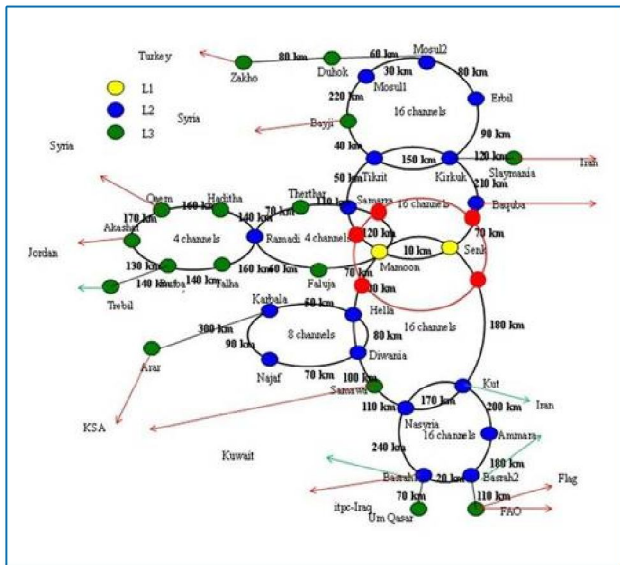 Turkey
80 km
60 km
Mosul2
Zakho
Duhok
30 km
Mosul1
80 km
L1
L2
L3
220 km
16 channels
Erbil
Syria
Bayji
90 km
Syria
40 km
150 km
120 km
Iran
Tikrit
Kirkuk
Slaymania
50 km
210 km
Qaem
160 km
Haditha
Therthar
110 km
Samarra
16 channels
Baquba
170 km
140 km
70 km
Akashat
4 channels
Ramadi
4 channels
120 km
70 km
Jordan
10 km
Senk
Mamoon
130 km
160 km
60 km
70 km
Trebil
140 km
140 km
Talha
Faluja
Karbala
50 km
Hella
300 km
8 channels
80 km
16 channels
180 km
90 km
Arar
Diwania
Najaf
70 km
100 km
Samawa
Kut
170 km
200 km
Iran
KSA
110 km
Nasyria
16 channels
Ammara
Kuwait
240 km
180 km
Basrah1
20 km
Basrah2
Flag
70 km
110 km
itpc-Iraq
Um Qasar
FAO